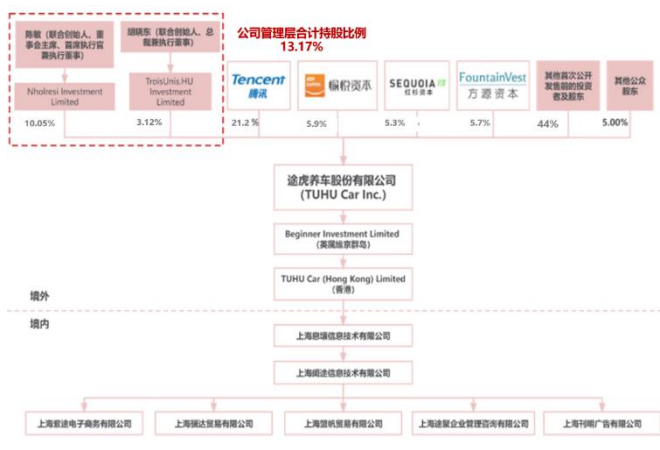 陈敏（联合创始人、董
事会主席、首席执行官
兼执行董事）
胡晓东（联合创始人、总
裁兼执行董事）
公司管理层合计持股比例
13.17%
Nholresi Investment
Limited
TroisUnis.HU
Investment
Limited
Tencent
腾讯
愉悦资本
SEQUOIA
红杉资本
FountainVest
方源资本
其他首次公开
发售前的投资
者及股东
其他公众
股东
10.05%
3.12%
21.2 %
5.9%
5.3%
5.7%
44%
5.00%
途虎养车股份有限公司
(TUHU Car Inc.)
Beginner Investment Limited
(英属维京群岛)
TUHU Car (Hong Kong) Limited
(香港)
境外
境内
上海息壤信息技术有限公司
上海阑途信息技术有限公司
上海紫途电子商务有限公司
上海骊达贸易有限公司
上海盟帆贸易有限公司
上海途聚企业管理咨询有限公司
上海刊明广告有限公司